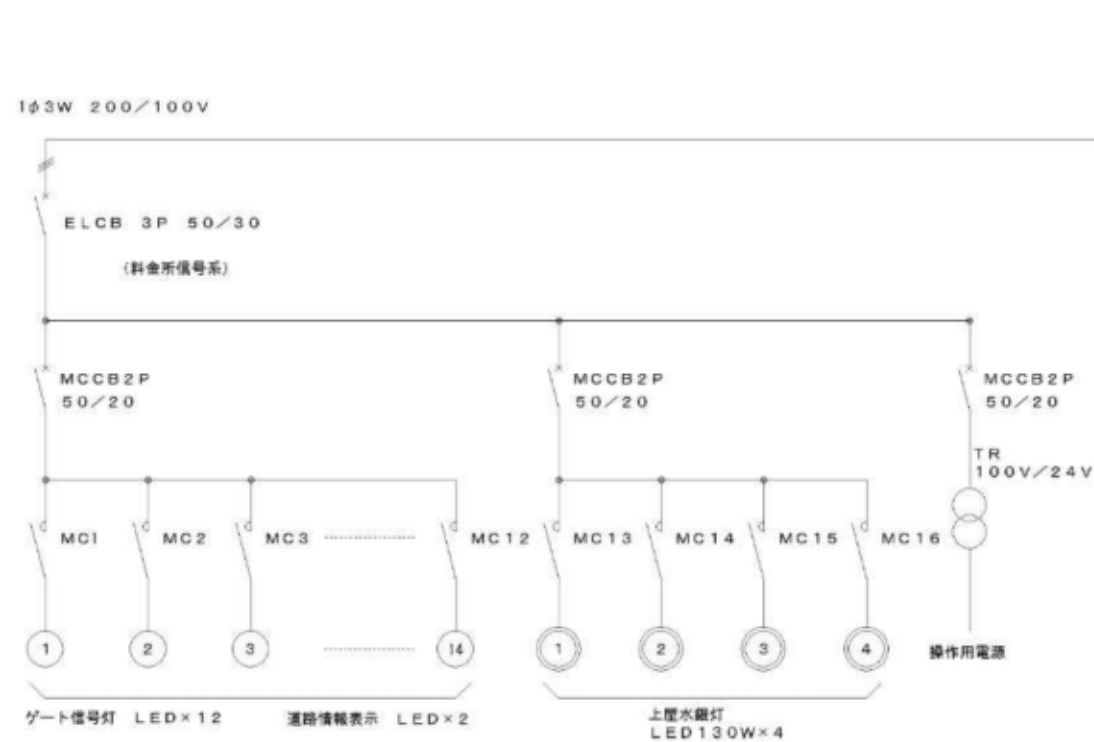 1φ3W 200/100V
ELCB 3P 50/30
(料金所信号系)
MCCB2P
50/20
MCCB2P
50/20
MCCB2P
50/20
TR
100V/24V
MC1
MC2
MC3
MC12
MC13
MC14
MC15
MC16
1
2
3
14
1
2
3
4
操作用電源
ゲート信号灯 LED×12
道路情報表示 LED×2
上屋水銀灯
LED130W×4